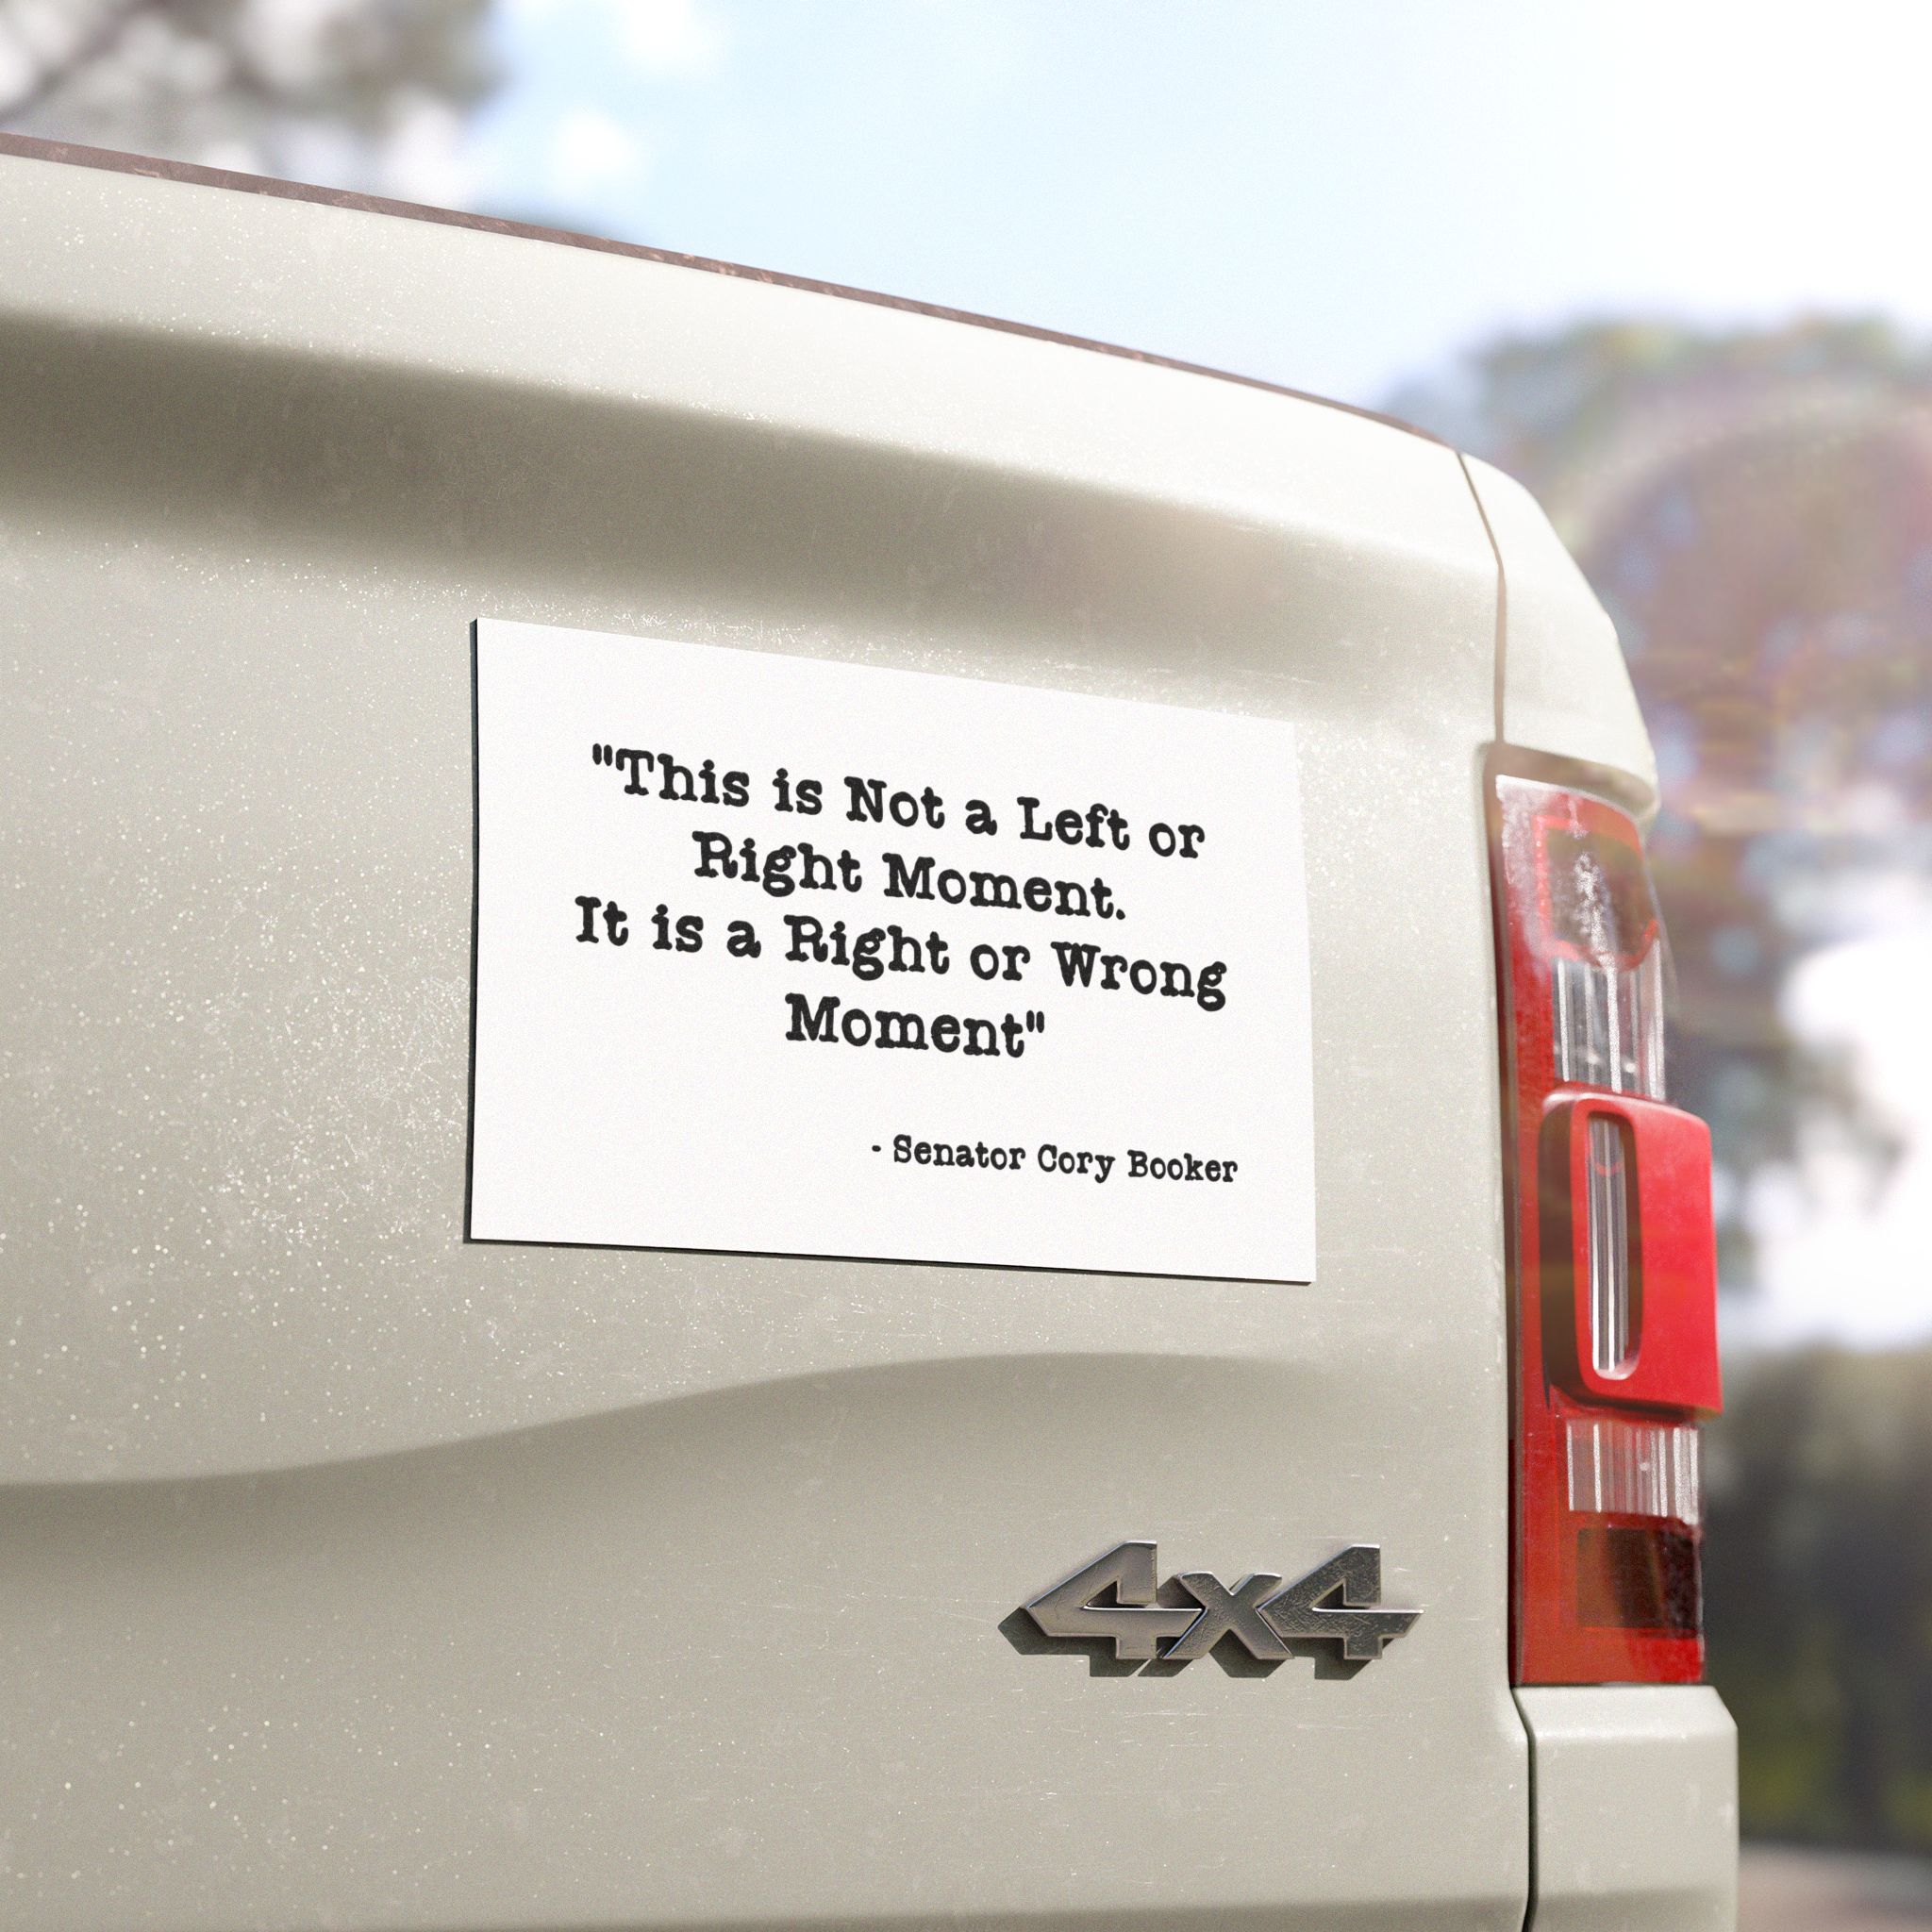 "This is Not a Left or
Right Moment.
It is a Right or Wrong
Moment"
- Senator Cory Booker
4x4